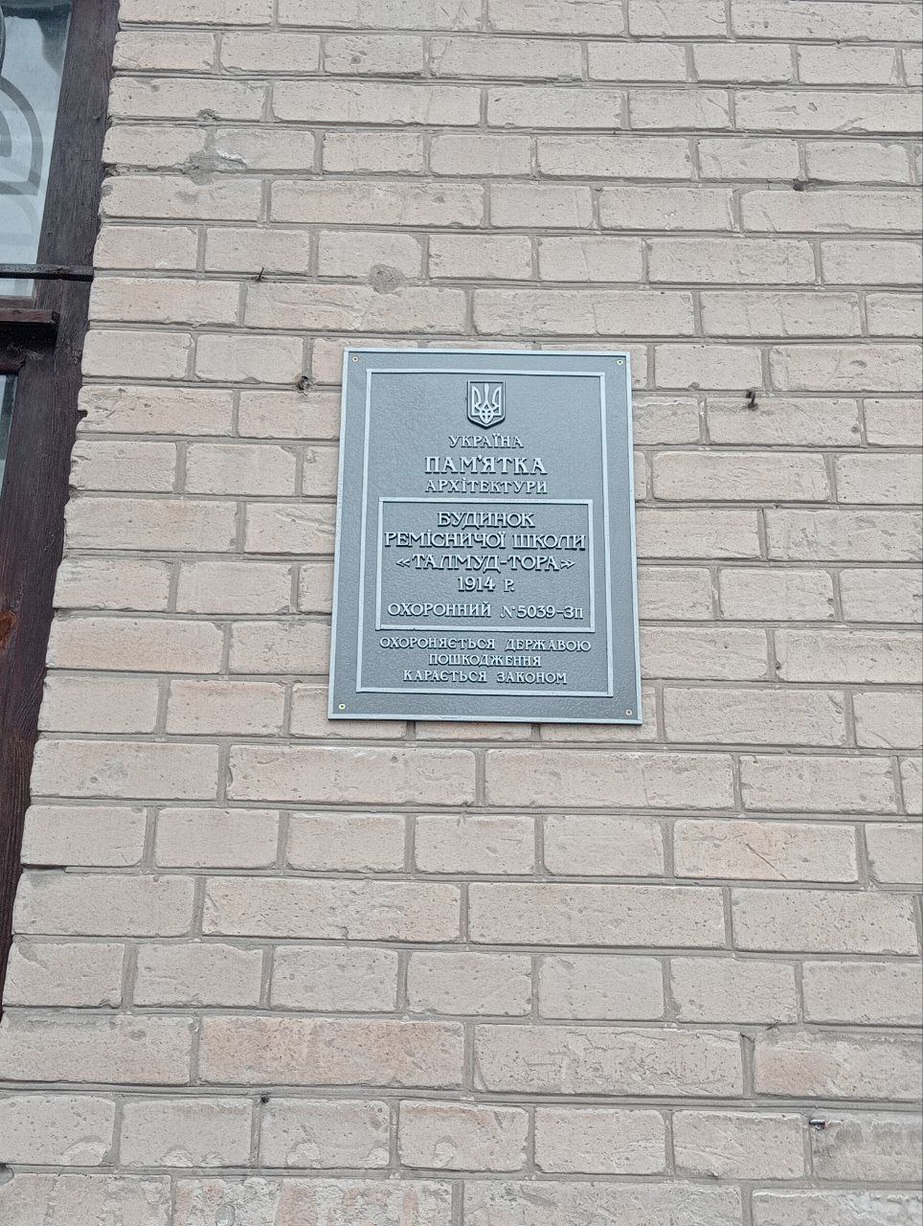 УКРАЇНА
ПАМ'ЯТКА
АРХІТЕКТУРИ
БУДИНОК
РЕМІСНИЧОЇ ШКОЛИ
«ТАЛМУД-ТОРА»
1914 Р.
ОХОРОННИЙ №5039-Зп
ОХОРОНЯЄТЬСЯ ДЕРЖАВОЮ
ПОШКОДЖЕННЯ
КАРАЄТЬСЯ ЗАКОНОМ